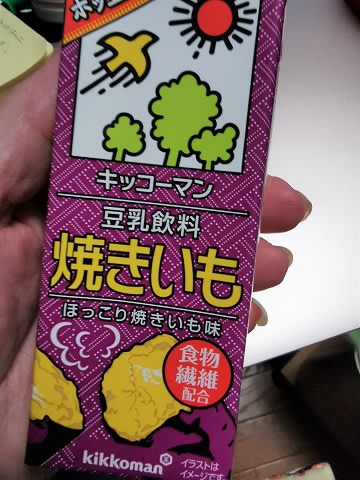 キッコーマン
豆乳飲料
焼きいも
ほっこり焼きいも味
食物
繊維
配合
kikkoman
イラストは
イメージです